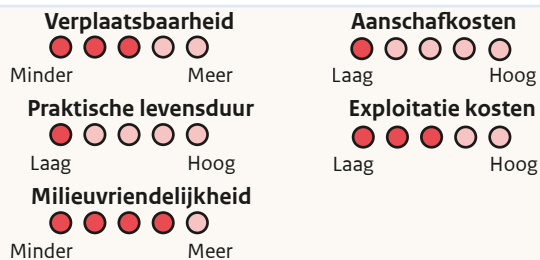 Verplaatsbaarheid
Minder Meer
Praktische levensduur
Laag Hoog
Milieuvriendelijkheid
Minder Meer
Aanschafkosten
Laag Hoog
Exploitatie kosten
Laag Hoog